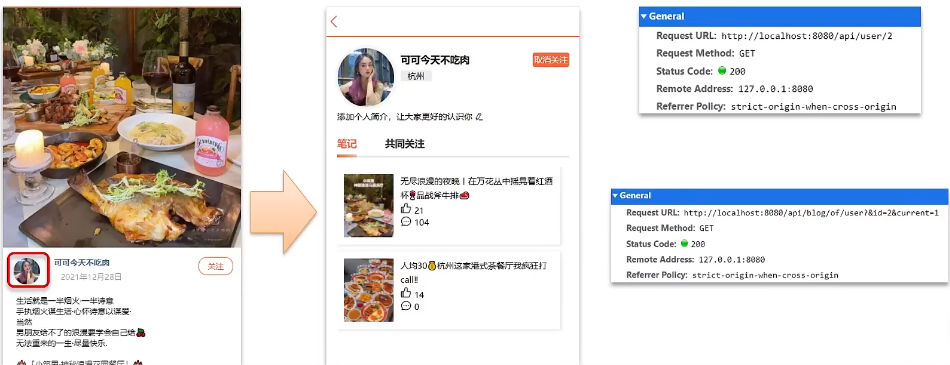 可可今天不吃肉
2021年12月28日
关注
生活就是一半烟火·一半诗意
手执烟火谋生活·心怀诗意以谋爱·
当然
男朋友给不了的浪漫要学会自己给🍒
无法重来的一生·尽量快乐.
可可今天不吃肉
杭州
取消关注
添加个人简介，让大家更好的认识你
笔记
共同关注
无尽浪漫的夜晚丨在万花丛中摇晃着红酒
杯🍷品战斧牛排🥩
21
104
人均30💰杭州这家港式茶餐厅我疯狂打
call‼️
14
0
General
Request URL: http://localhost:8080/api/user/2
Request Method: GET
Status Code: 200
Remote Address: 127.0.0.1:8080
Referrer Policy: strict-origin-when-cross-origin
General
Request URL: http://localhost:8080/api/blog/of/user?&id=2&current=1
Request Method: GET
Status Code: 200
Remote Address: 127.0.0.1:8080
Referrer Policy: strict-origin-when-cross-origin